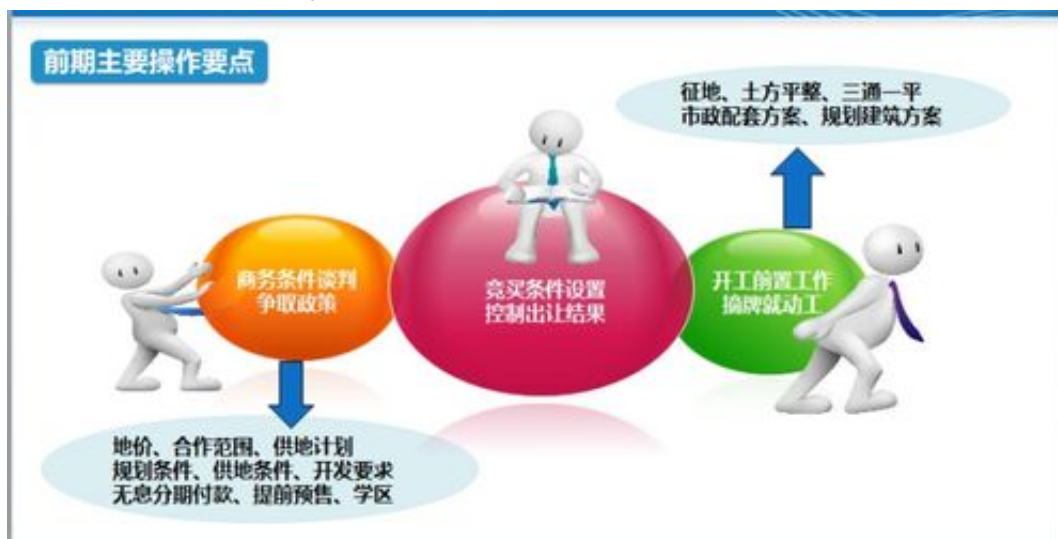 前期主要操作要点
征地、土方平整、三通一平
市政配套方案、规划建筑方案
商务条件谈判
争取政策
竞买条件设置
控制出让结果
开工前置工作
摘牌就动工
地价、合作范围、供地计划
规划条件、供地条件、开发要求
无息分期付款、提前预售、学区